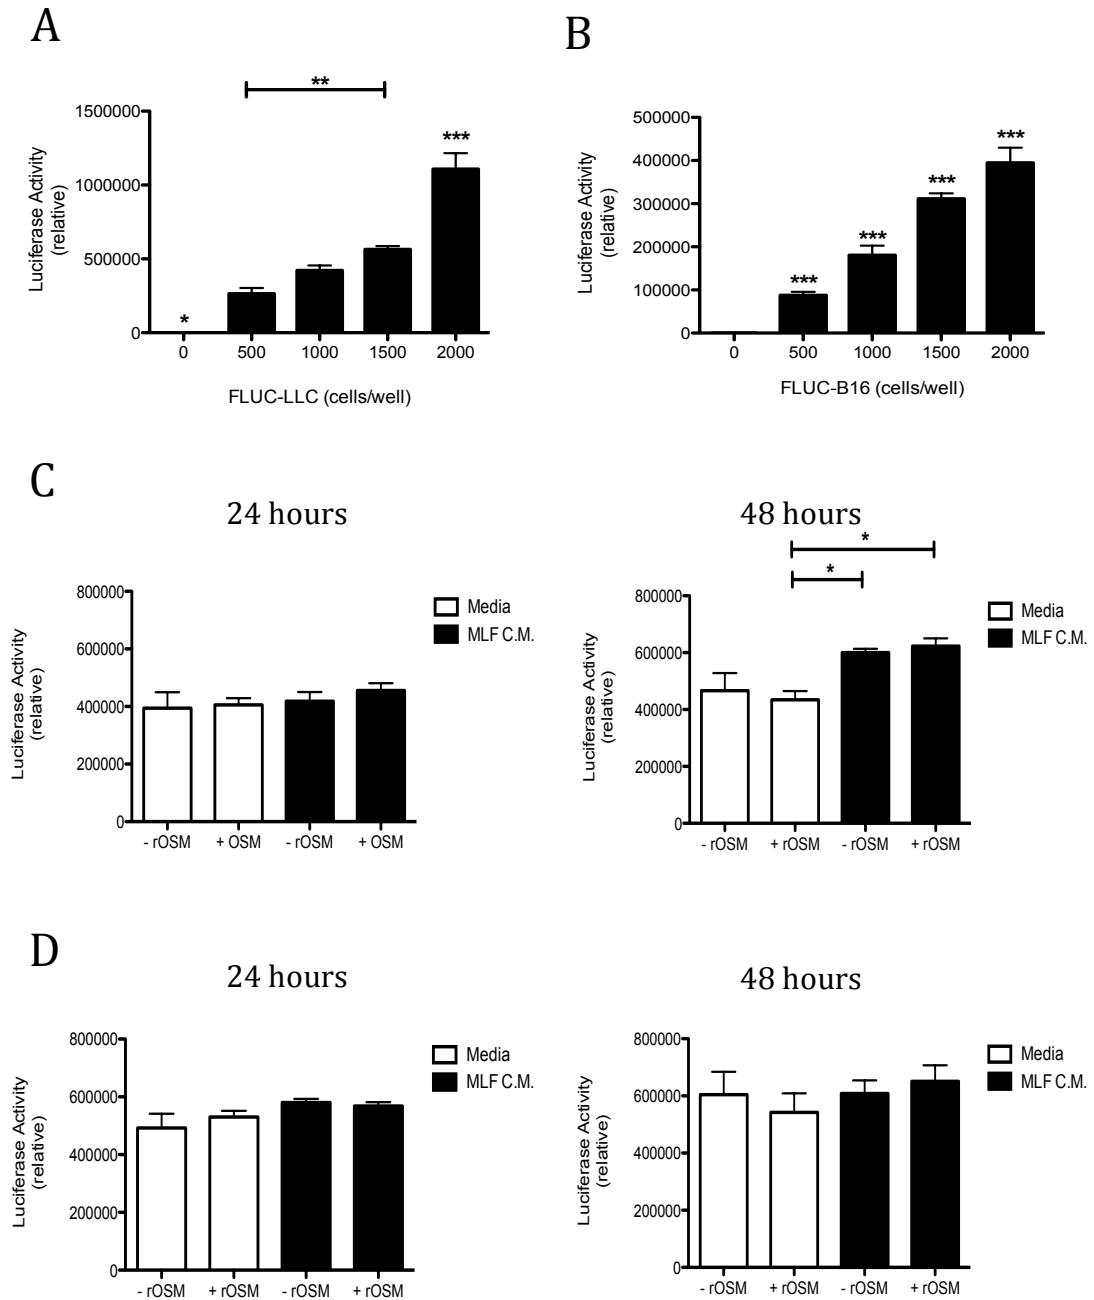 A
B
**
1500000
1000000
500000
0
Luciferase Activity
(relative)
*
***
0 500 1000 1500 2000
FLUC-LLC (cells/well)
500000
400000
300000
200000
100000
0
Luciferase Activity
(relative)
***
***
***
***
0 500 1000 1500 2000
FLUC-B16 (cells/well)
C
24 hours
800000
600000
400000
200000
0
Luciferase Activity
(relative)
- rOSM + OSM - rOSM + OSM
Media
MLF C.M.
48 hours
*
*
800000
600000
400000
200000
0
Luciferase Activity
(relative)
- rOSM + rOSM - rOSM + rOSM
Media
MLF C.M.
D
24 hours
800000
600000
400000
200000
0
Luciferase Activity
(relative)
- rOSM + rOSM - rOSM + rOSM
Media
MLF C.M.
48 hours
800000
600000
400000
200000
0
Luciferase Activity
(relative)
- rOSM + rOSM - rOSM + rOSM
Media
MLF C.M.